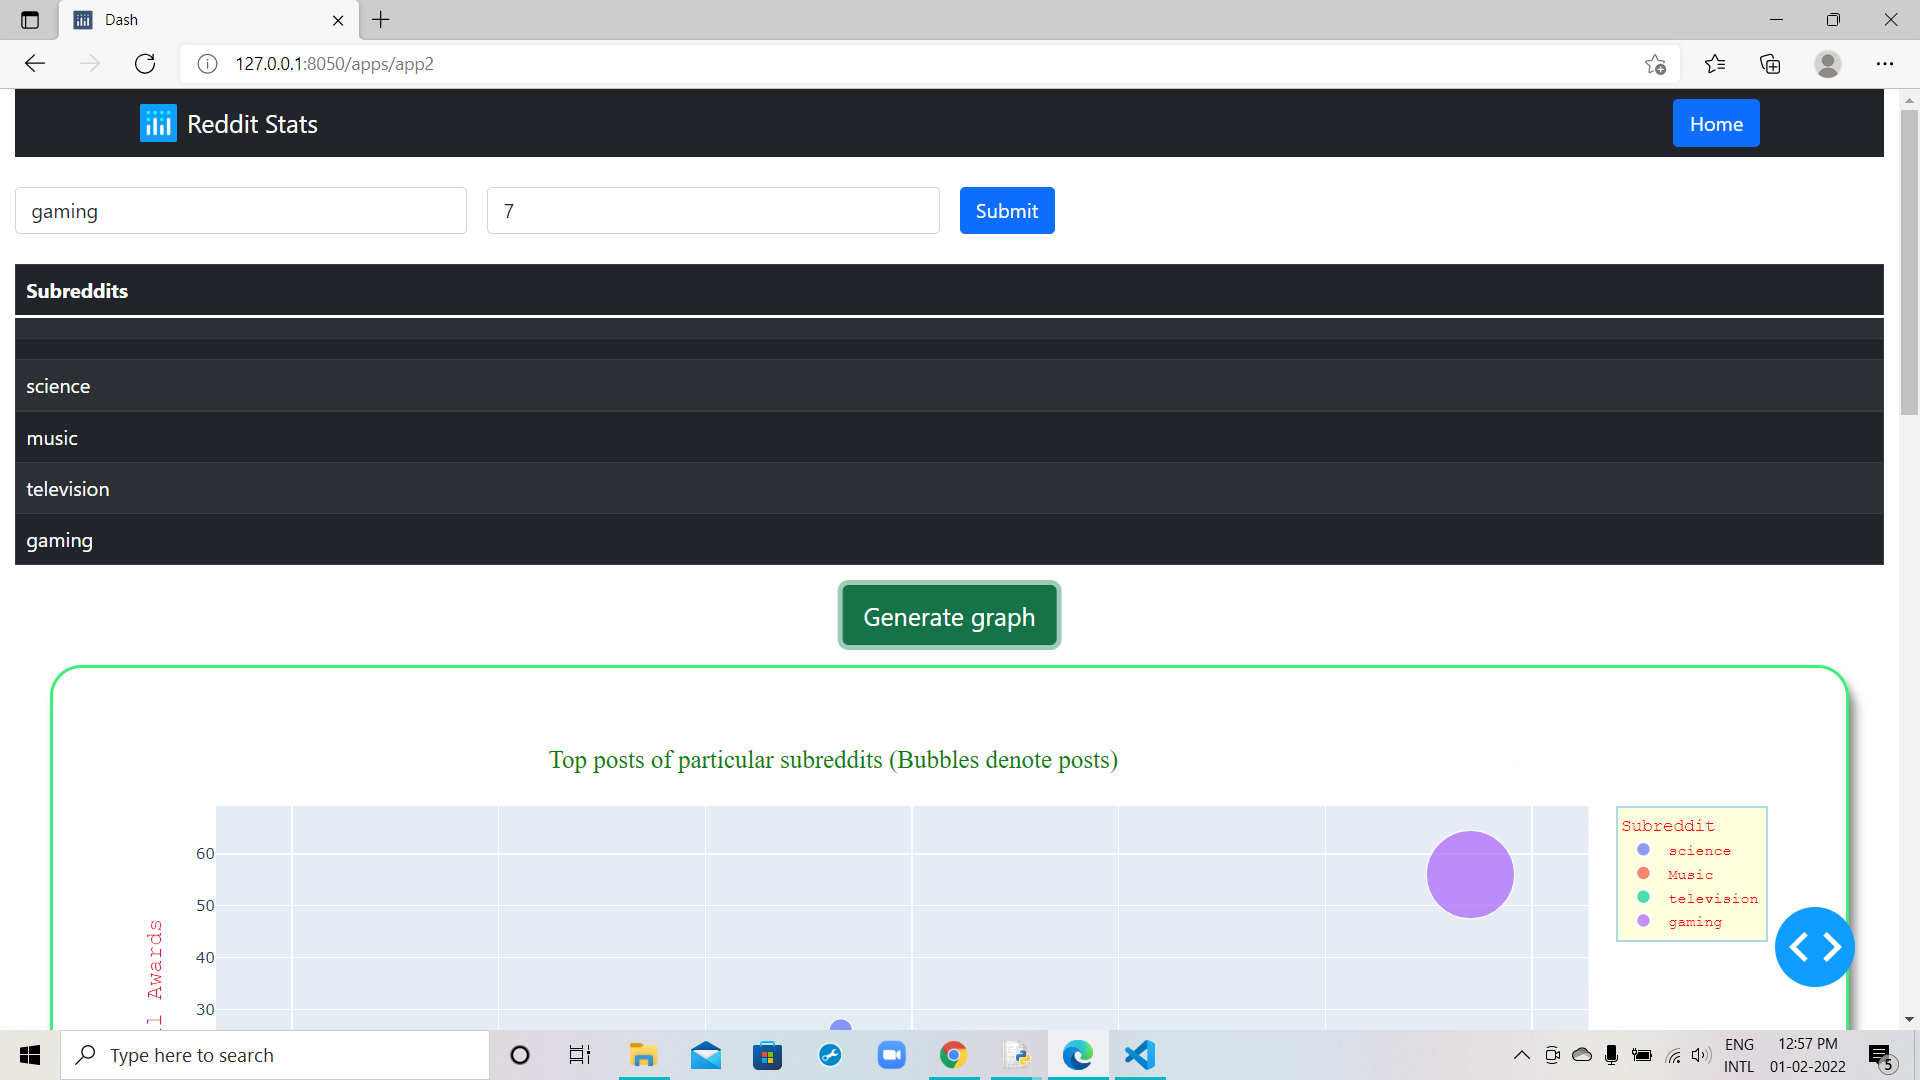 Dash
127.0.0.1:8050/apps/app2
Reddit Stats
Home
gaming
7
Submit
Subreddits
science
music
television
gaming
Generate graph
Top posts of particular subreddits (Bubbles denote posts)
60
50
40
30
l Awards
Subreddit
science
Music
television
gaming
Type here to search
ENG
INTL
12:57 PM
01-02-2022
5